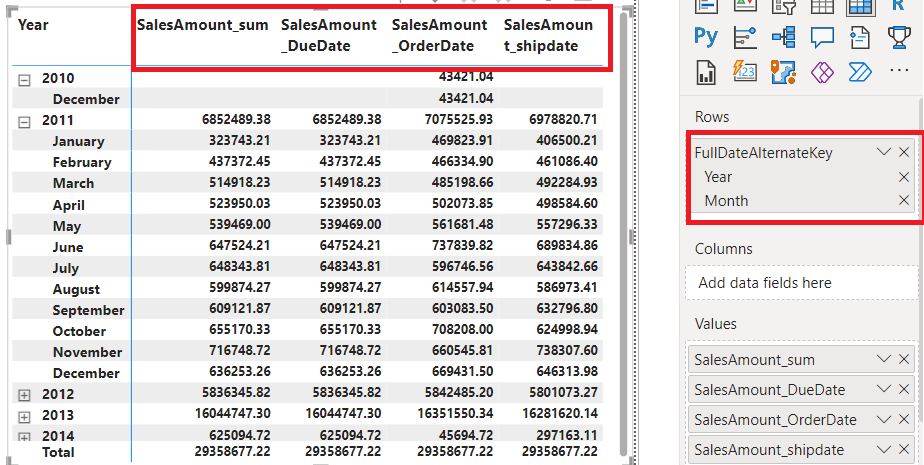 Year SalesAmount_sum SalesAmount SalesAmount SalesAmoun
_DueDate _OrderDate t_shipdate
2010 43421.04
December 43421.04
2011 6852489.38 6852489.38 7075525.93 6978820.71
January 323743.21 323743.21 469823.91 406500.21
February 437372.45 437372.45 466334.90 461086.40
March 514918.23 514918.23 485198.66 492284.93
April 523950.03 523950.03 502073.85 498584.60
May 539469.00 539469.00 561681.48 557296.33
June 647524.21 647524.21 737839.82 689834.86
July 648343.81 648343.81 596746.56 643842.66
August 599874.27 599874.27 614557.94 586973.41
September 609121.87 609121.87 603083.50 632796.80
October 655170.33 655170.33 708208.00 624998.94
November 716748.72 716748.72 660545.81 738307.60
December 636253.26 636253.26 669431.50 646313.98
2012 5836345.82 5836345.82 5842485.20 5801073.27
2013 16044747.30 16044747.30 16351550.34 16281620.14
2014 625094.72 625094.72 45694.72 297163.11
Total 29358677.22 29358677.22 29358677.22 29358677.22
R
Py
123
Rows
FullDateAlternateKey
Year
Month
Columns
Add data fields here
Values
SalesAmount_sum
SalesAmount_DueDate
SalesAmount_OrderDate
SalesAmount_shipdate